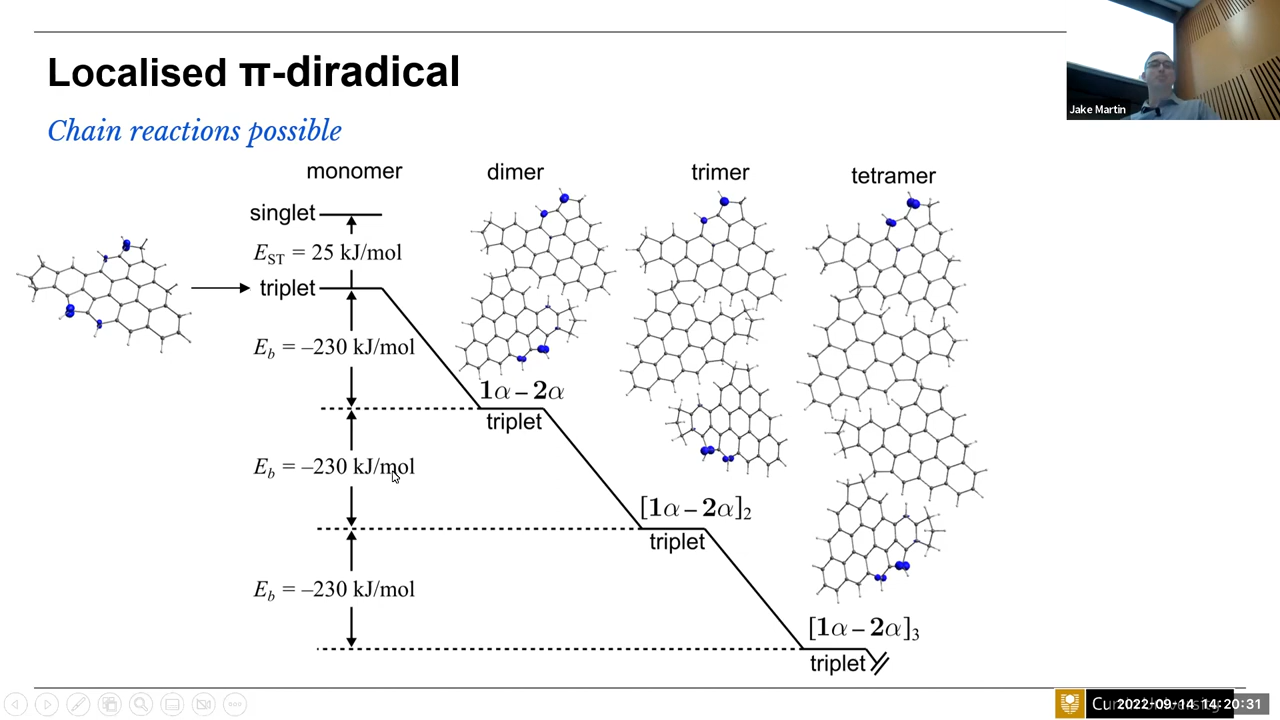 Localised π-diradical
Chain reactions possible
Jake Martin
monomer
dimer
trimer
tetramer
singlet
E_ST = 25 kJ/mol
triplet
E_b = –230 kJ/mol
1α – 2α
triplet
E_b = –230 kJ/mol
[1α – 2α]₂
triplet
E_b = –230 kJ/mol
[1α – 2α]₃
triplet
2022-09-14 14:20:31